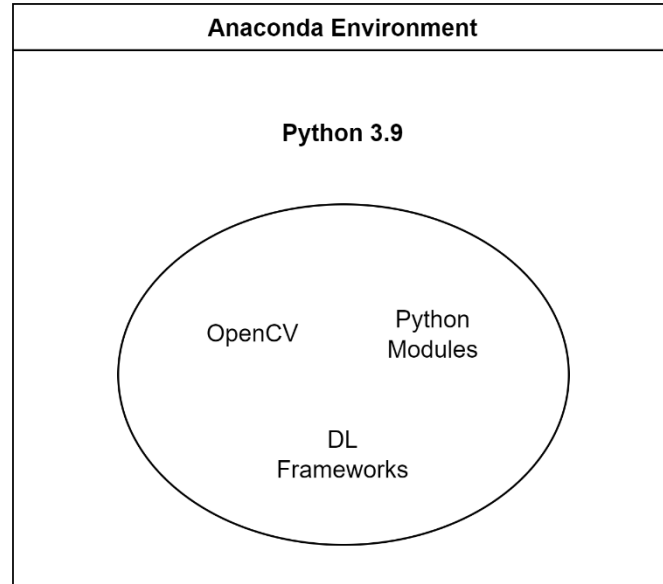 Anaconda Environment
Python 3.9
OpenCV
Python
Modules
DL
Frameworks